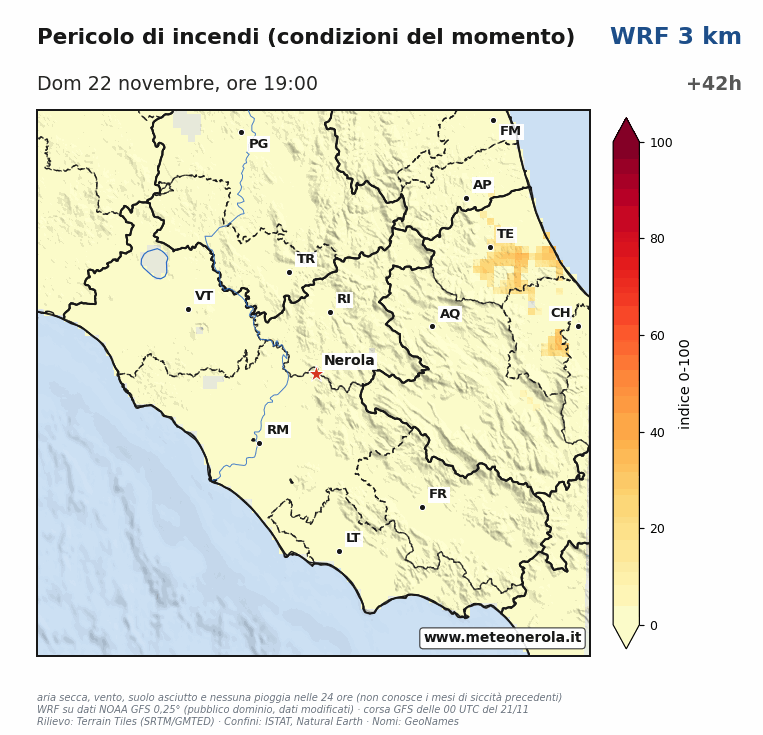 Pericolo di incendi (condizioni del momento)
WRF 3 km
Dom 22 novembre, ore 19:00
+42h
FM
PG
AP
TE
TR
VT
RI
AQ
CH
Nerola
RM
FR
LT
www.meteonerola.it
100
80
60
40
20
0
indice 0-100
aria secca, vento, suolo asciutto e nessuna pioggia nelle 24 ore (non conosce i mesi di siccità precedenti)
WRF su dati NOAA GFS 0,25° (pubblico dominio, dati modificati) · corsa GFS delle 00 UTC del 21/11
Rilievo: Terrain Tiles (SRTM/GMTED) · Confini: ISTAT, Natural Earth · Nomi: GeoNames